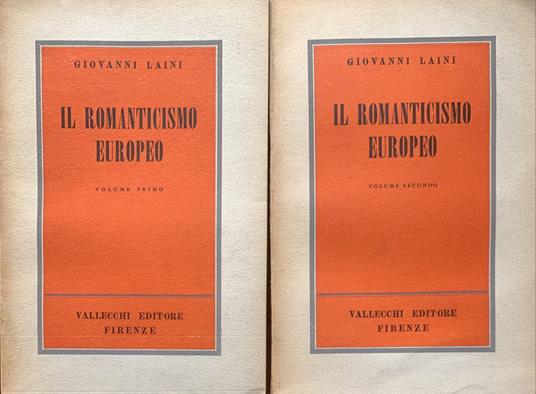 GIOVANNI LAINI
IL ROMANTICISMO
EUROPEO
VOLUME PRIMO
VALLECCHI EDITORE
FIRENZE
GIOVANNI LAINI
IL ROMANTICISMO
EUROPEO
VOLUME SECONDO
VALLECCHI EDITORE
FIRENZE